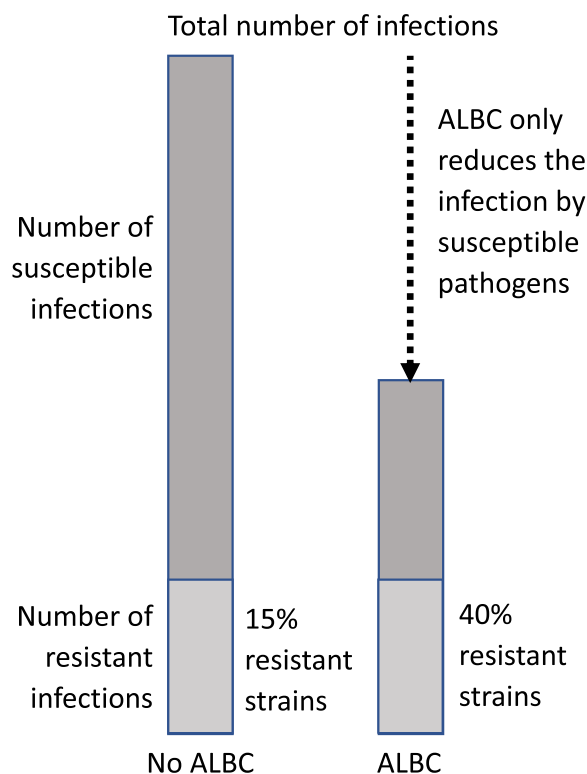 Total number of infections
ALBC only
reduces the
infection by
susceptible
pathogens
Number of
susceptible
infections
Number of
resistant
infections
15%
resistant
strains
40%
resistant
strains
No ALBC
ALBC